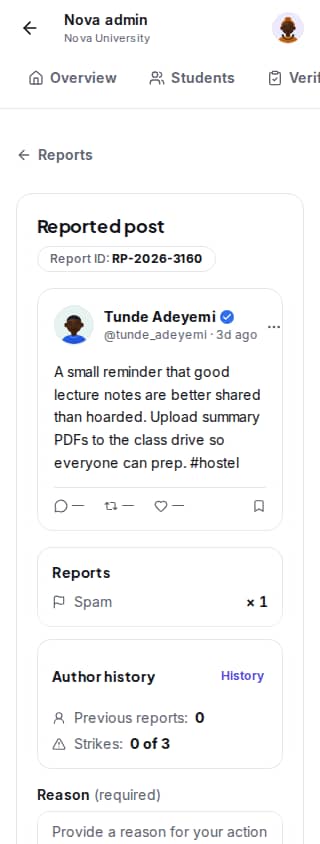 Nova admin
Nova University
Overview
Students
Verif
Reports
Reported post
Report ID: RP-2026-3160
Tunde Adeyemi
@tunde_adeyemi · 3d ago
...
A small reminder that good
lecture notes are better shared
than hoarded. Upload summary
PDFs to the class drive so
everyone can prep. #hostel
— — —
Reports
Spam × 1
Author history History
Previous reports: 0
Strikes: 0 of 3
Reason (required)
Provide a reason for your action